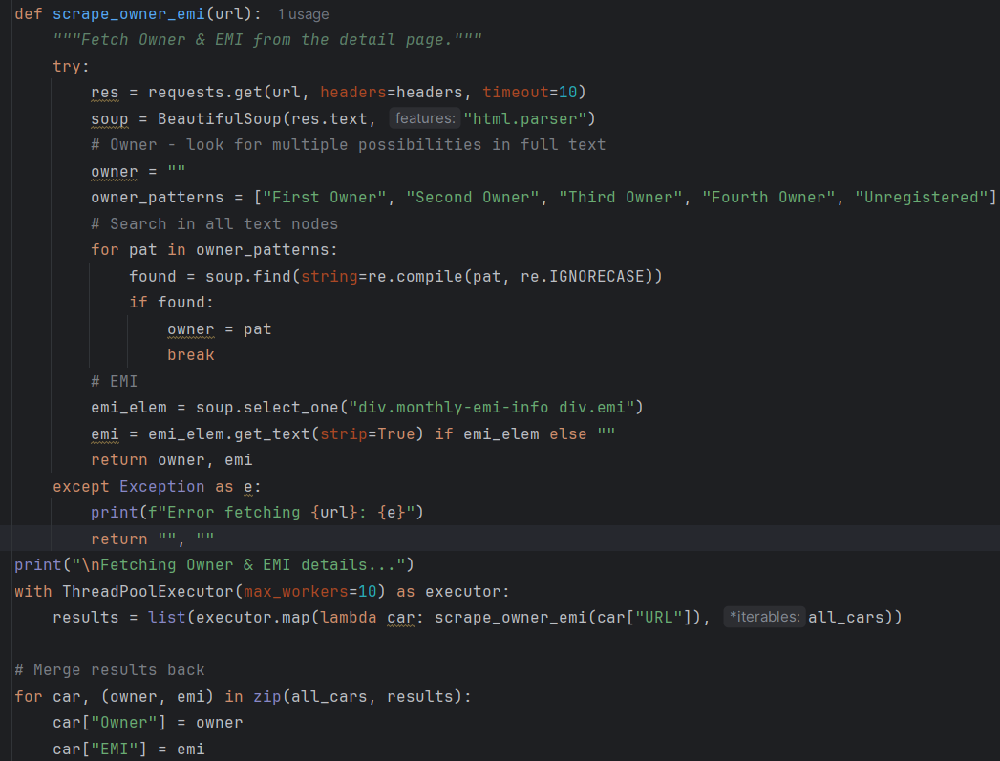 def scrape_owner_emi(url):  1 usage
    """Fetch Owner & EMI from the detail page."""
    try:
        res = requests.get(url, headers=headers, timeout=10)
        soup = BeautifulSoup(res.text, features: "html.parser")
        # Owner - look for multiple possibilities in full text
        owner = ""
        owner_patterns = ["First Owner", "Second Owner", "Third Owner", "Fourth Owner", "Unregistered"]
        # Search in all text nodes
        for pat in owner_patterns:
            found = soup.find(string=re.compile(pat, re.IGNORECASE))
            if found:
                owner = pat
                break
        # EMI
        emi_elem = soup.select_one("div.monthly-emi-info div.emi")
        emi = emi_elem.get_text(strip=True) if emi_elem else ""
        return owner, emi
    except Exception as e:
        print(f"Error fetching {url}: {e}")
        return "", ""
print("\nFetching Owner & EMI details...")
with ThreadPoolExecutor(max_workers=10) as executor:
    results = list(executor.map(lambda car: scrape_owner_emi(car["URL"]), *iterables: all_cars))

# Merge results back
for car, (owner, emi) in zip(all_cars, results):
    car["Owner"] = owner
    car["EMI"] = emi